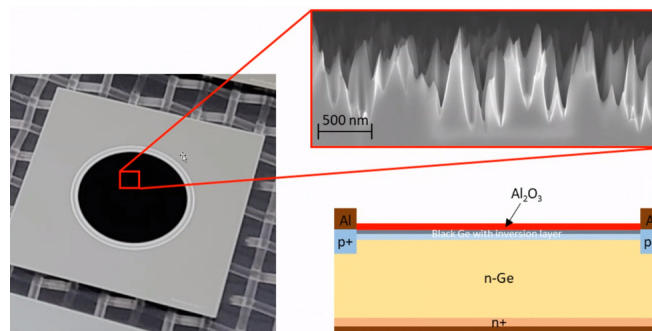 500 nm
Al₂O₃
Al
A
Black Ge with inversion layer
p+
p
n-Ge
n+